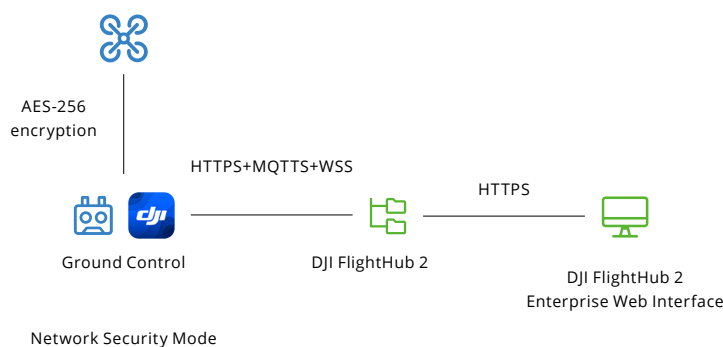 AES-256
encryption
HTTPS+MQTTS+WSS
HTTPS
dji
Ground Control
DJI FlightHub 2
DJI FlightHub 2
Enterprise Web Interface
Network Security Mode